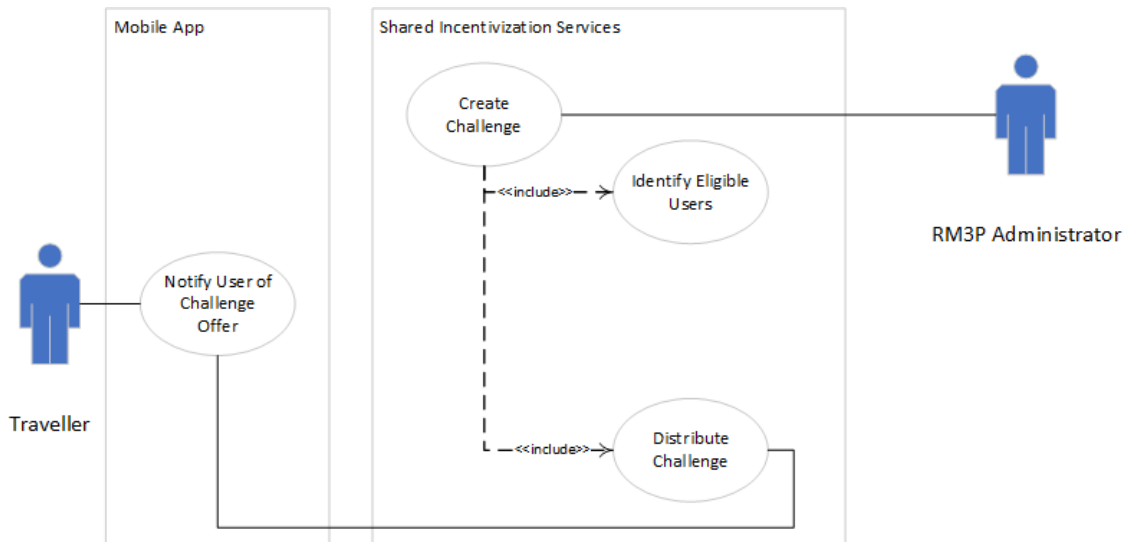 Mobile App
Shared Incentivization Services
Create
Challenge
<<include>>
Identify Eligible
Users
RM3P Administrator
Notify User of
Challenge
Offer
Traveller
<<include>>
Distribute
Challenge